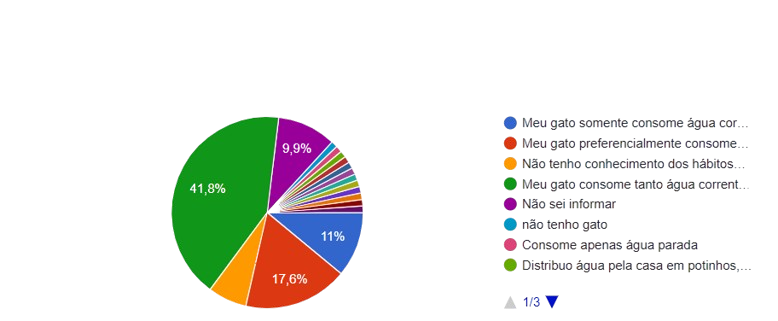 9,9%
41,8%
11%
17,6%
Meu gato somente consome água cor…
Meu gato preferencialmente consome…
Não tenho conhecimento dos hábitos…
Meu gato consome tanto água corrent…
Não sei informar
não tenho gato
Consome apenas água parada
Distribuo água pela casa em potinhos,…
1/3